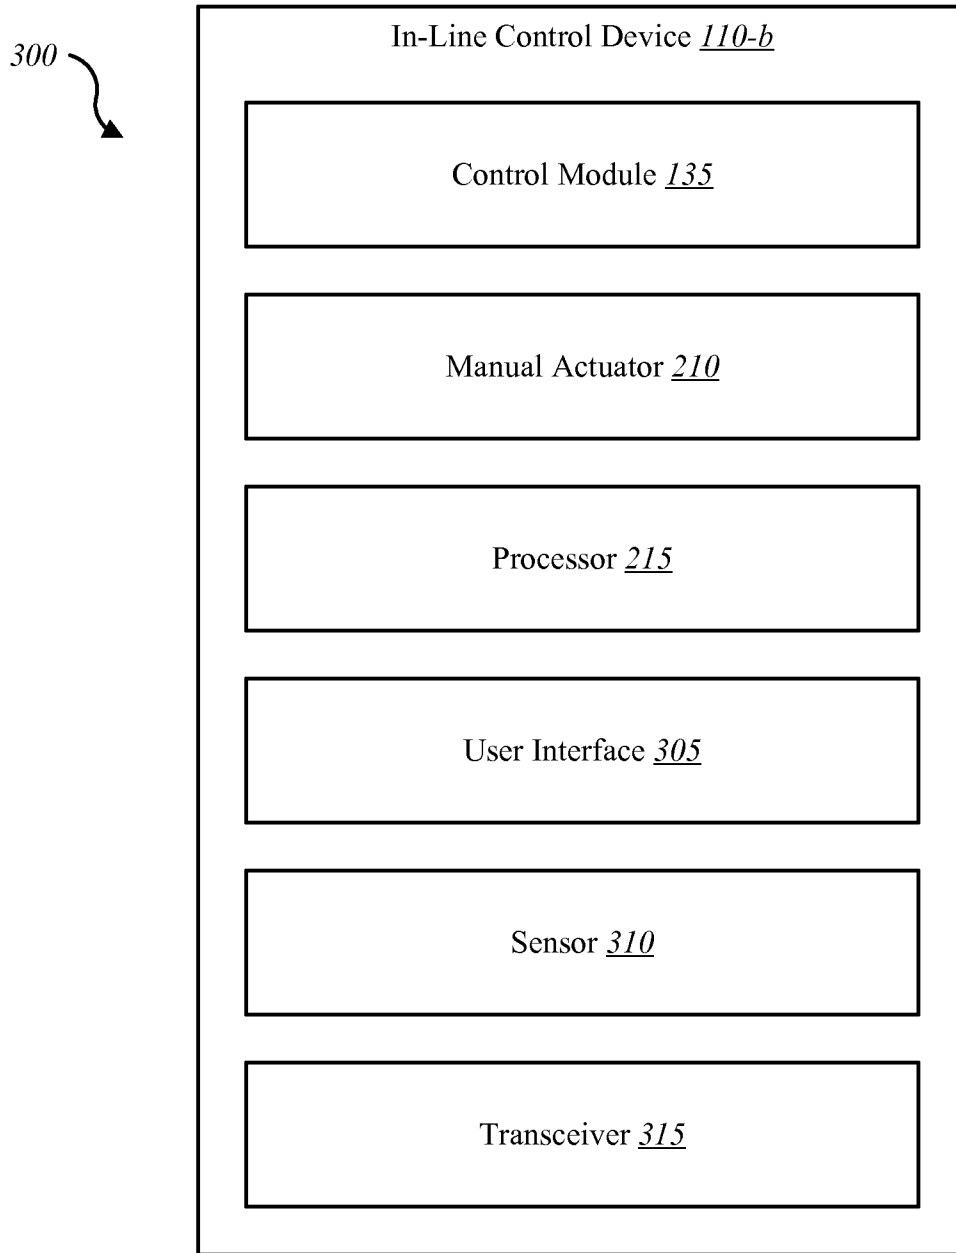 In-Line Control Device 110-b
300
Control Module 135
Manual Actuator 210
Processor 215
User Interface 305
Sensor 310
Transceiver 315